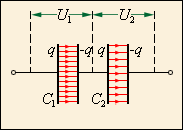 U₁ U₂
q -q q -q
C₁ C₂